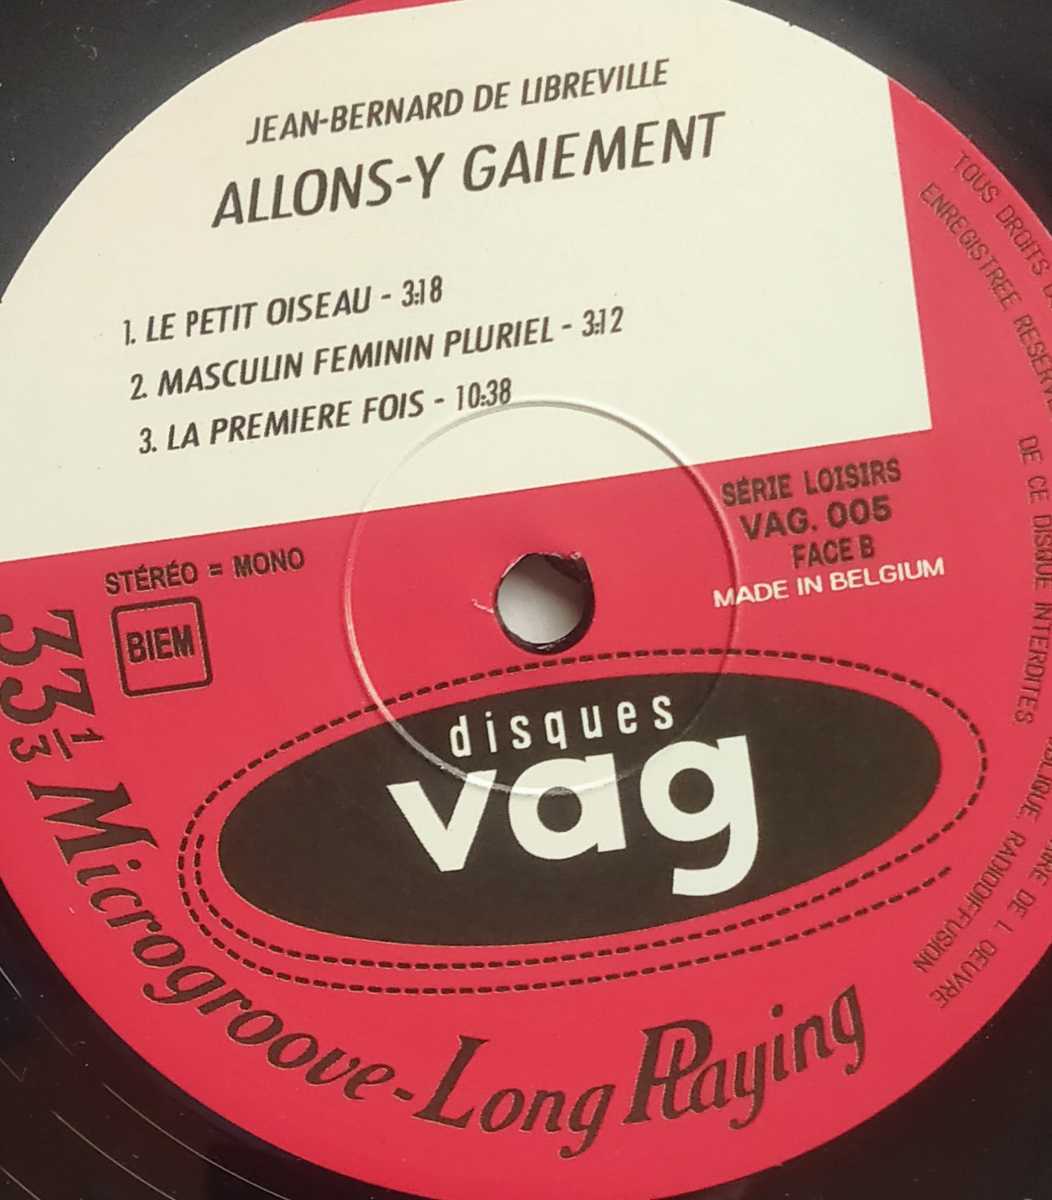 JEAN-BERNARD DE LIBREVILLE
ALLONS-Y GAIEMENT
1. LE PETIT OISEAU - 3:18
2. MASCULIN FEMININ PLURIEL - 3:12
3. LA PREMIERE FOIS - 10:38
SÉRIE LOISIRS
VAG. 005
FACE B
MADE IN BELGIUM
STÉRÉO = MONO
BIEM
disques
vag
33 1/3 Microgroove-Long Playing
TOUS DROITS
ENREGISTREE
DE CE DISQUE INTERDITES
RADIODIFFUSION
DE L OEUVRE